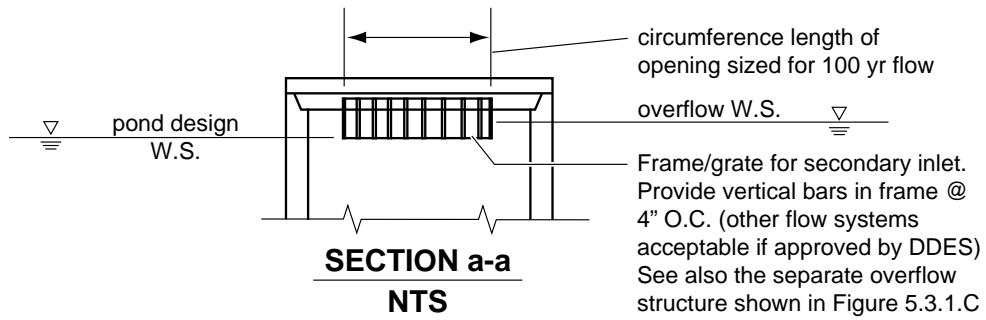 circumference length of
opening sized for 100 yr flow
overflow W.S.
pond design
W.S.
Frame/grate for secondary inlet.
Provide vertical bars in frame @
4" O.C. (other flow systems
acceptable if approved by DDES)
See also the separate overflow
structure shown in Figure 5.3.1.C
SECTION a-a
NTS